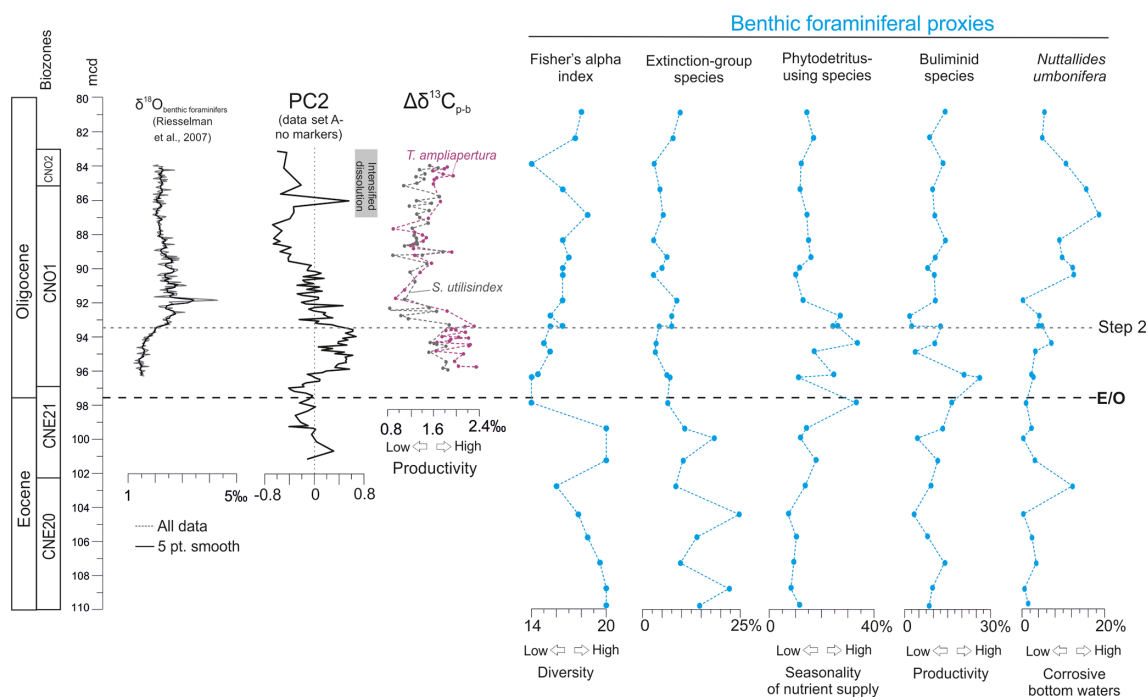 Benthic foraminiferal proxies
Biozones
mcd
δ18O benthic foraminifers
(Riesselman
et al., 2007)
PC2
(data set A-
no markers)
Δδ13Cp-b
Fisher's alpha
index
Extinction-group
species
Phytodetritus-
using species
Buliminid
species
Nuttallides
umbonifera
Oligocene
Eocene
CNO2
CNO1
CNE21
CNE20
80
82
84
86
88
90
92
94
96
98
100
102
104
106
108
110
Intensified
dissolution
T. ampliapertura
S. utilisindex
Step 2
E/O
0.8
1.6
2.4‰
Low
High
Productivity
1
5‰
-0.8
0
0.8
All data
5 pt. smooth
14
20
Low
High
Diversity
0
25%
0
40%
Low
High
Seasonality
of nutrient supply
0
30%
Low
High
Productivity
0
20%
Low
High
Corrosive
bottom waters